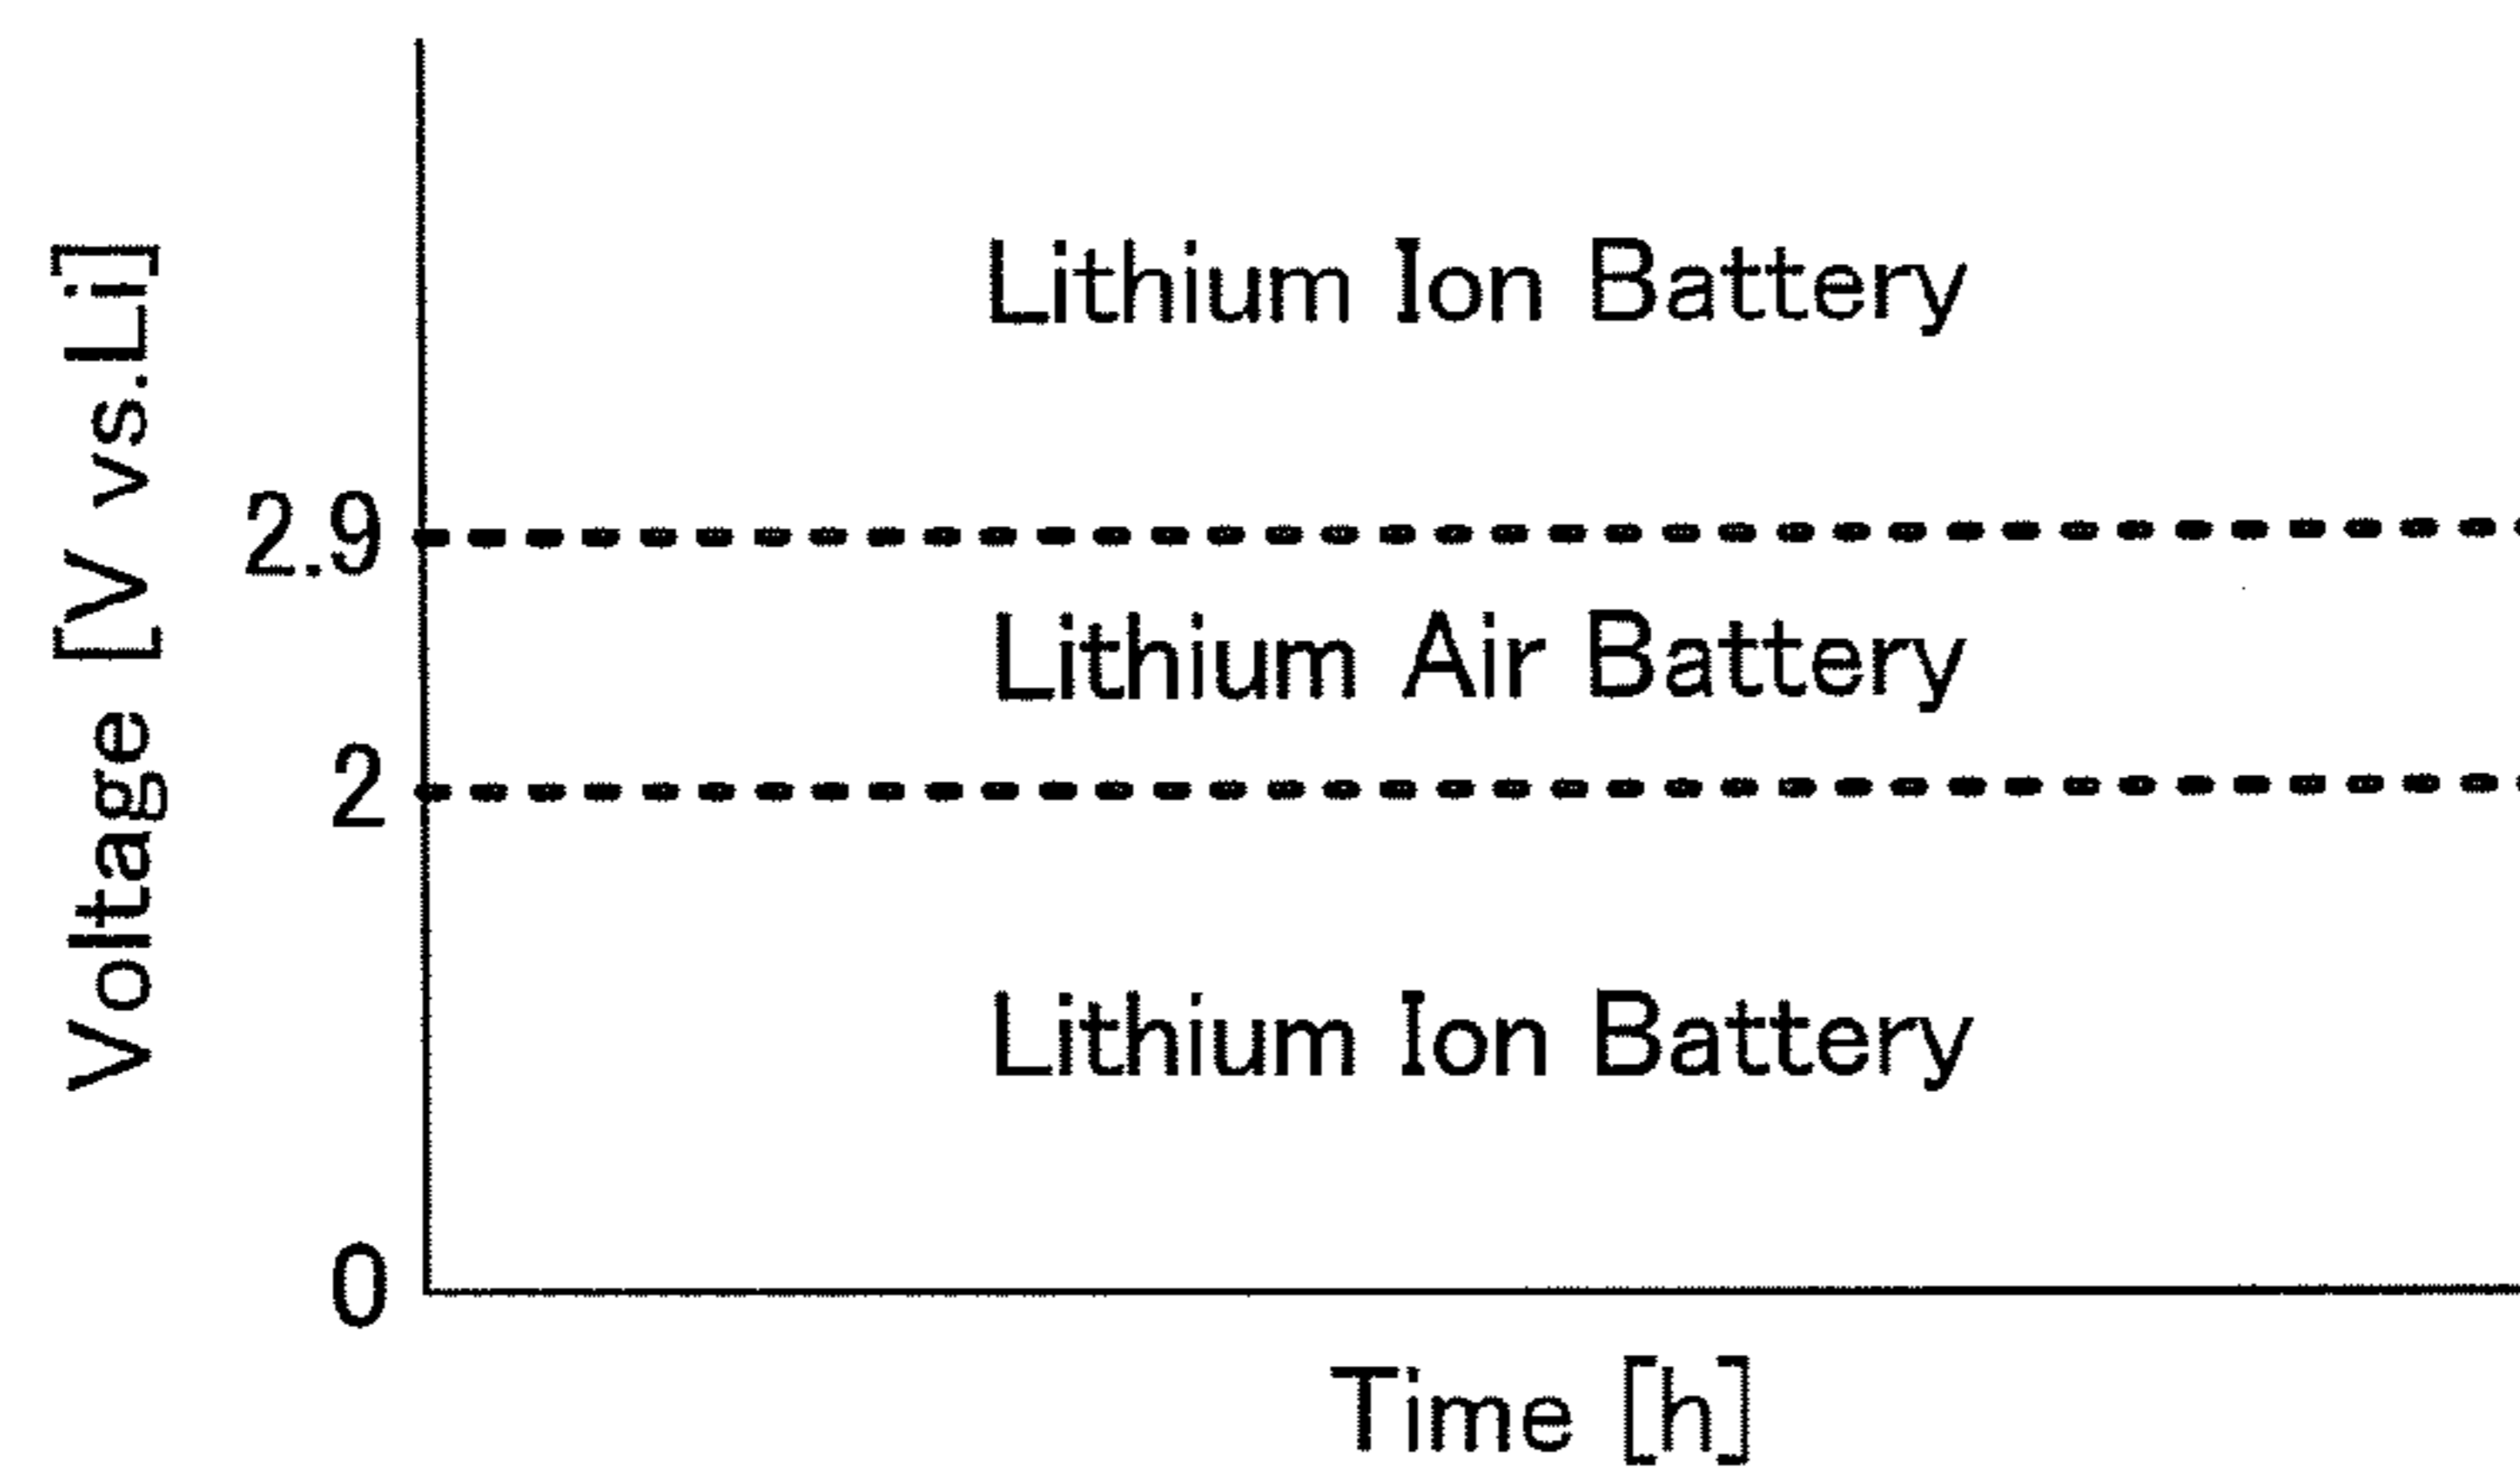 Voltage [V vs.Li]
Lithium Ion Battery
2.9
Lithium Air Battery
2
Lithium Ion Battery
0
Time [h]